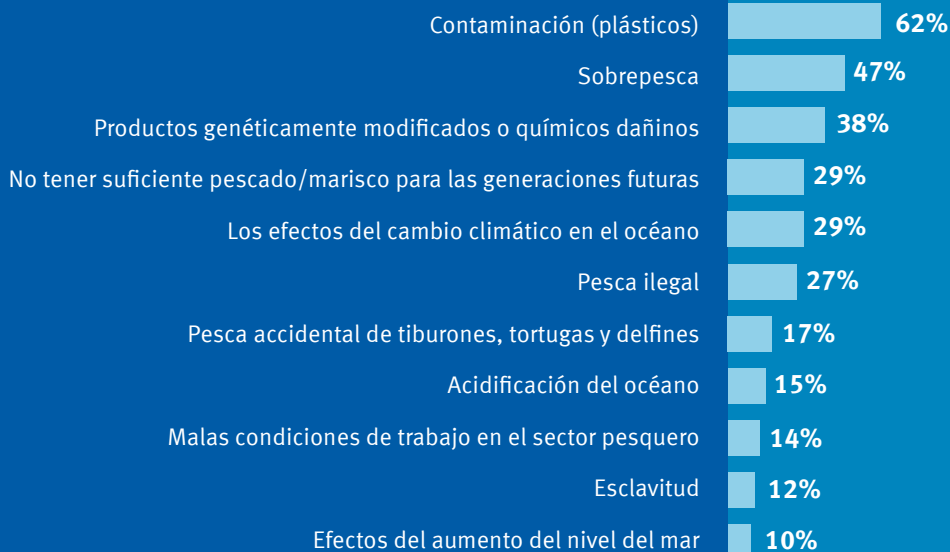 Contaminación (plásticos) 62%
Sobrepesca 47%
Productos genéticamente modificados o químicos dañinos 38%
No tener suficiente pescado/marisco para las generaciones futuras 29%
Los efectos del cambio climático en el océano 29%
Pesca ilegal 27%
Pesca accidental de tiburones, tortugas y delfines 17%
Acidificación del océano 15%
Malas condiciones de trabajo en el sector pesquero 14%
Esclavitud 12%
Efectos del aumento del nivel del mar 10%